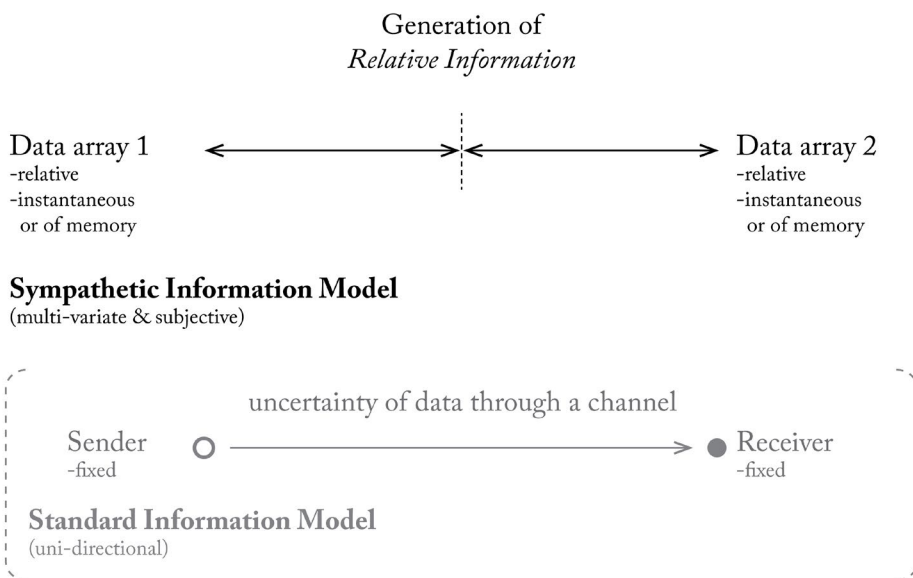 Generation of
Relative Information
Data array 1
-relative
-instantaneous
or of memory
Data array 2
-relative
-instantaneous
or of memory
Sympathetic Information Model
(multi-variate & subjective)
uncertainty of data through a channel
Sender
-fixed
Receiver
-fixed
Standard Information Model
(uni-directional)